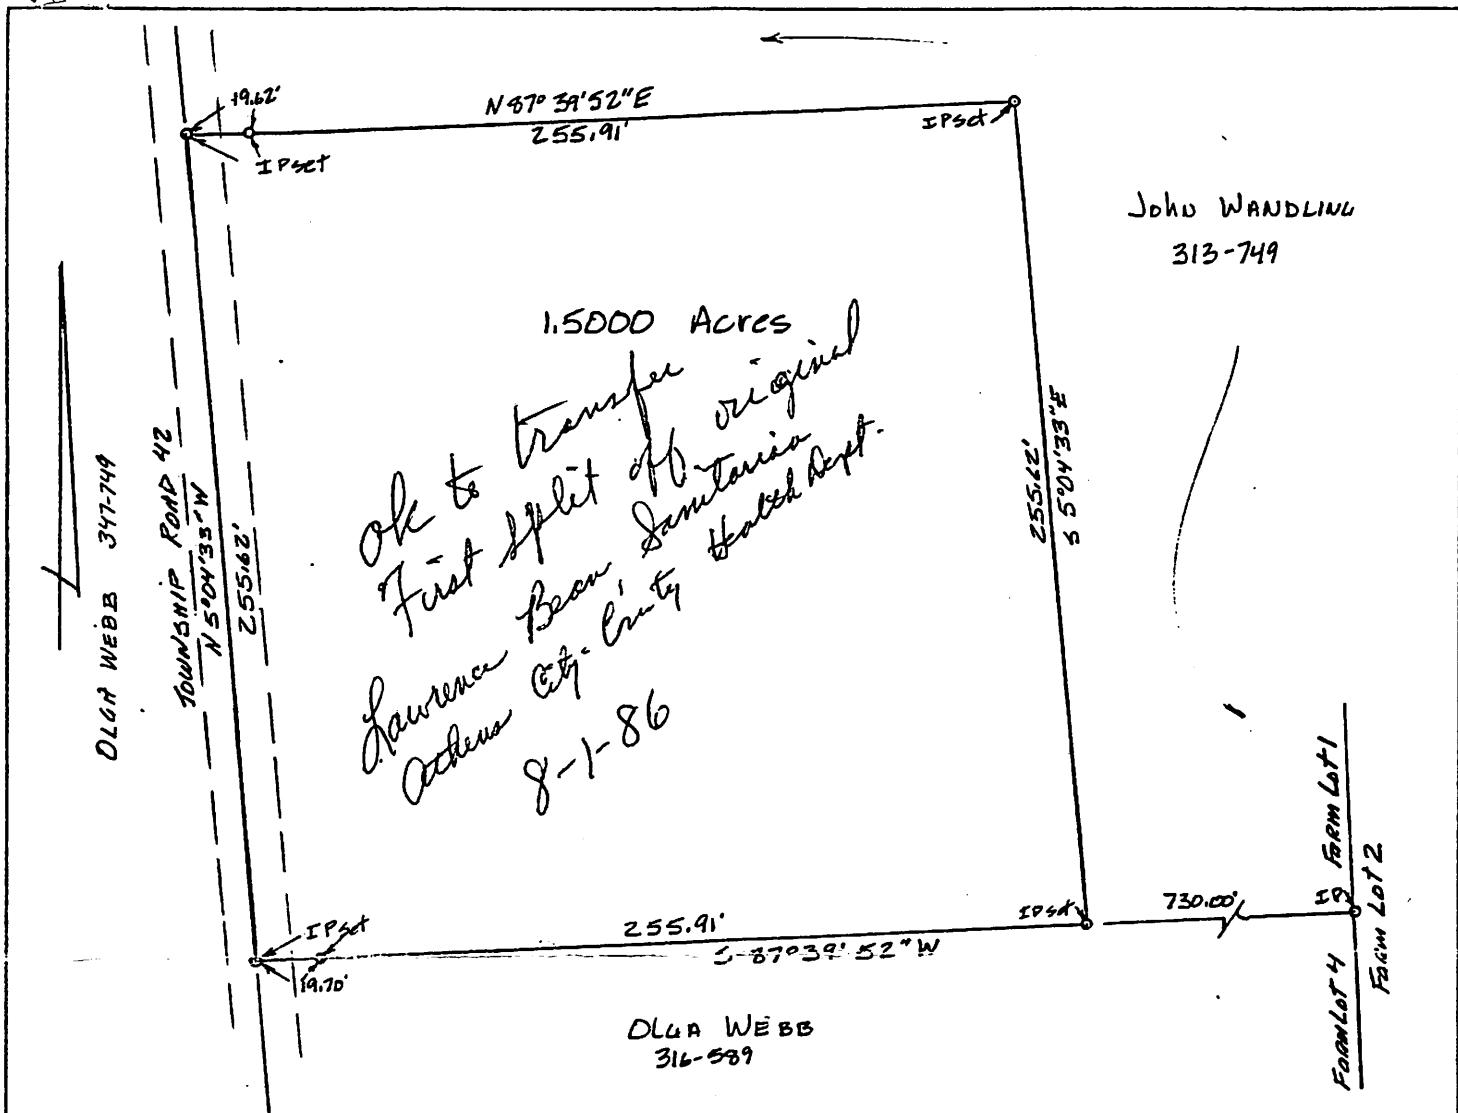 19.62'
N 87° 39' 52" E
255.91'
IPset
IPset
John WANDLING
313-749
1.5000 Acres
ok to transfer
First split off original
Lawrence Bean, Sanitarian
Athens City-County Health Dept.
8-1-86
OLGA WEBB 347-749
TOWNSHIP ROAD 42
N 5°04'33" W
255.62'
255.62'
S 5°04'33" E
IPset
19.70'
255.91'
S 87°39' 52" W
IPset
730.00'
IP
FARM LOT 1
FARM LOT 2
FARM LOT 4
OLGA WEBB
316-589